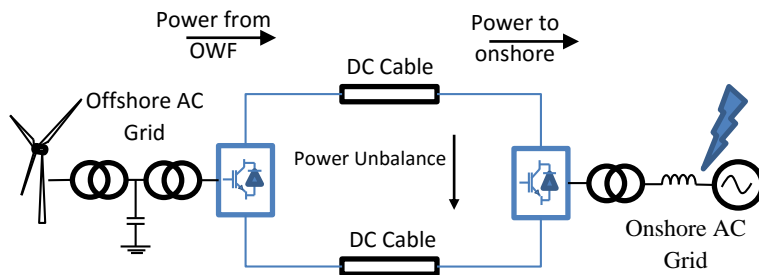 Power from
OWF
Power to
onshore
DC Cable
Offshore AC
Grid
Power Unbalance
DC Cable
Onshore AC
Grid